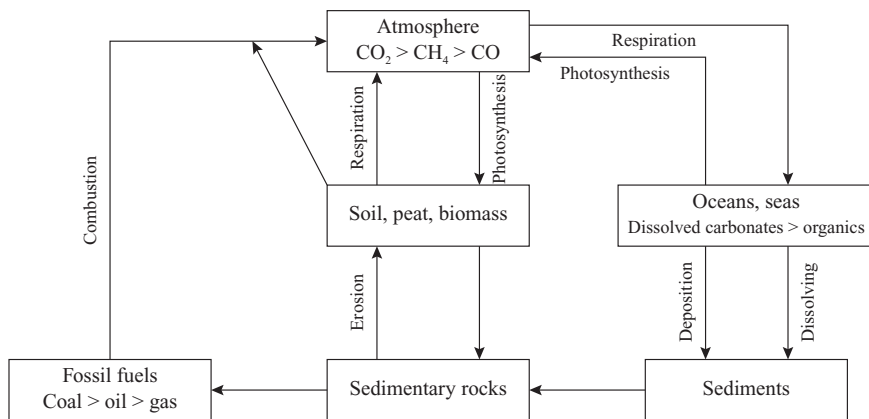 Atmosphere
CO₂ > CH₄ > CO
Respiration
Photosynthesis
Combustion
Respiration
Photosynthesis
Soil, peat, biomass
Oceans, seas
Dissolved carbonates > organics
Erosion
Deposition
Dissolving
Fossil fuels
Coal > oil > gas
Sedimentary rocks
Sediments